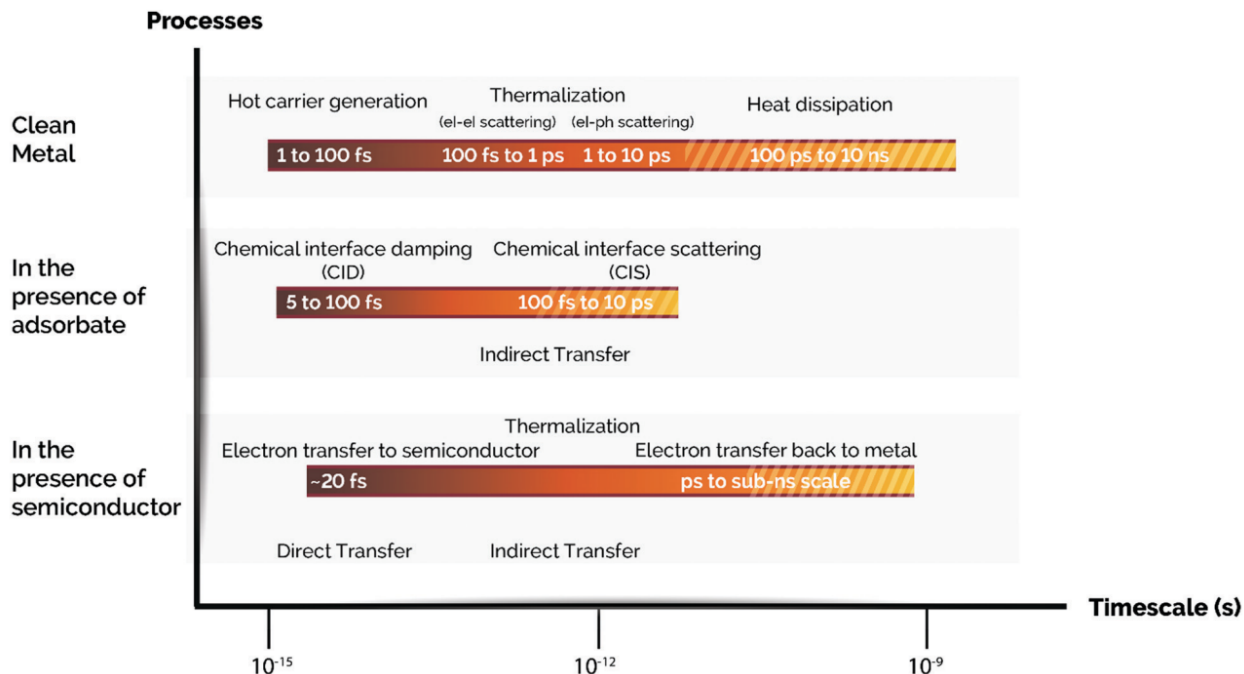 Processes
Clean
Metal
Hot carrier generation
Thermalization
(el-el scattering) (el-ph scattering)
Heat dissipation
1 to 100 fs 100 fs to 1 ps 1 to 10 ps 100 ps to 10 ns
In the
presence of
adsorbate
Chemical interface damping
(CID)
Chemical interface scattering
(CIS)
5 to 100 fs 100 fs to 10 ps
Indirect Transfer
In the
presence of
semiconductor
Thermalization
Electron transfer to semiconductor Electron transfer back to metal
~20 fs ps to sub-ns scale
Direct Transfer Indirect Transfer
Timescale (s)
10⁻¹⁵ 10⁻¹² 10⁻⁹